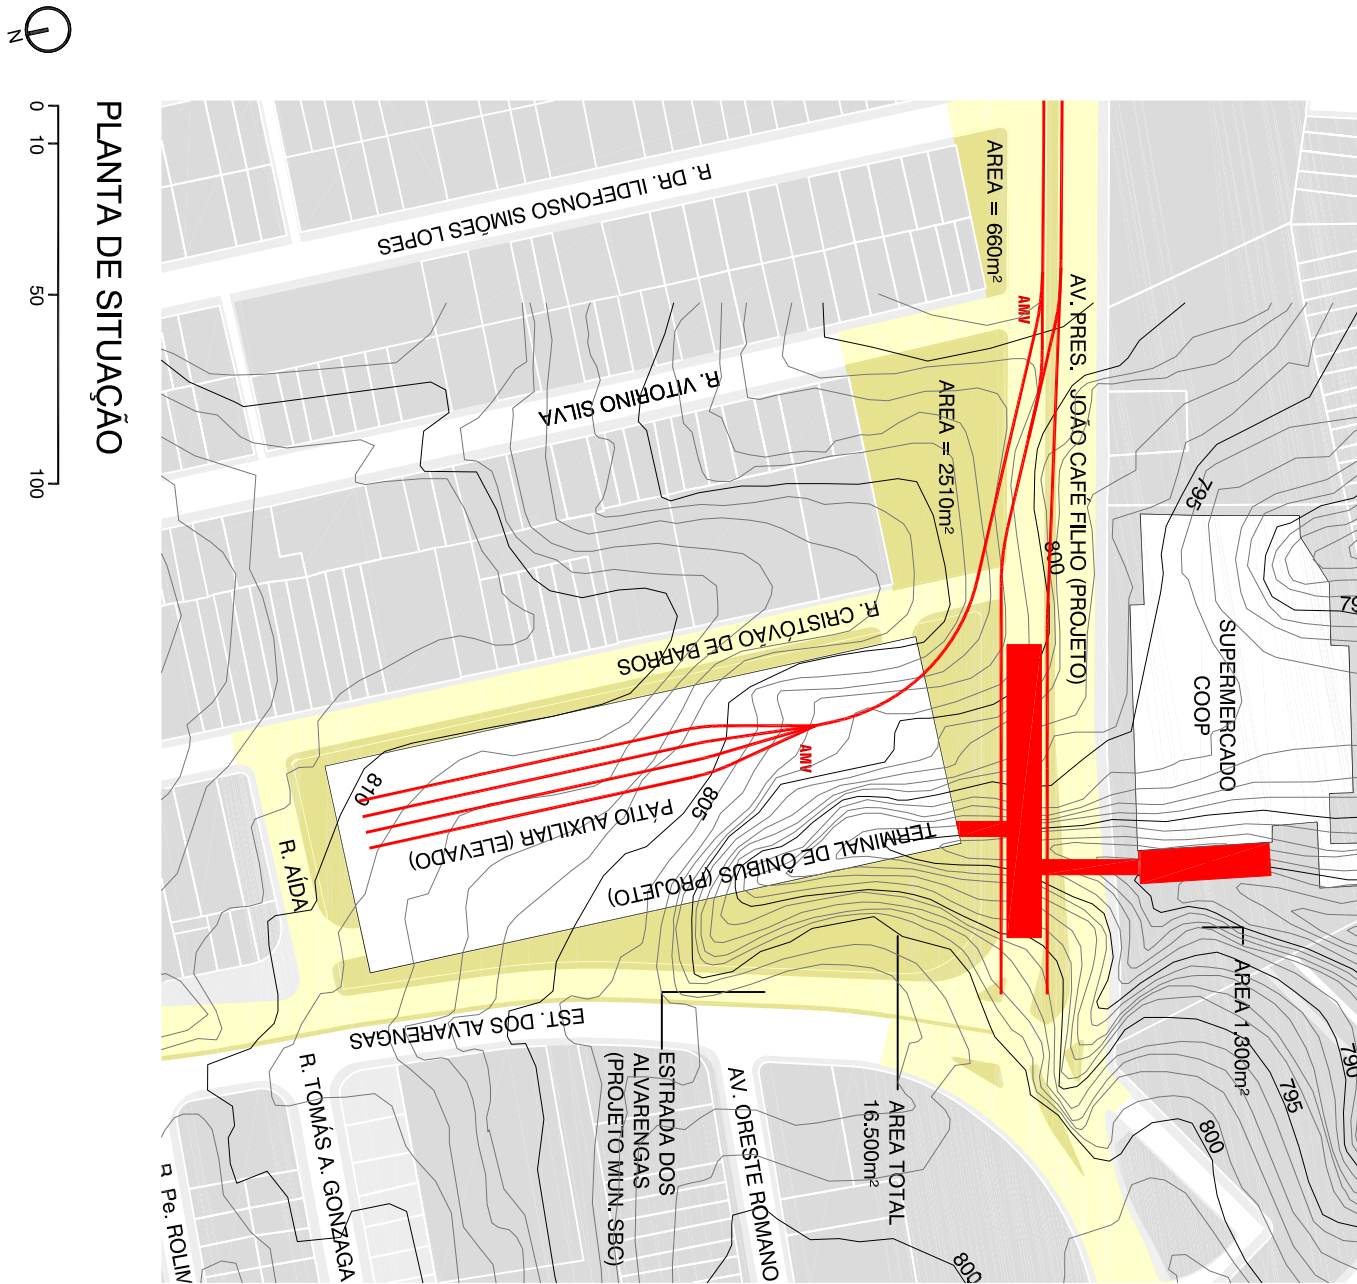 N
0
10
50
100
PLANTA DE SITUAÇÃO
R. DR. ILDEFONSO SIMÕES LOPES
AREA = 660m²
AMV
AV. PRES. JOÃO CAFÉ FILHO (PROJETO)
R. VITORINO SILVA
AREA = 2510m²
795
800
R. CRISTÓVÃO DE BARROS
SUPERMERCADO
COOP
AMV
810
805
PÁTIO AUXILIAR (ELEVADO)
TERMINAL DE ÔNIBUS (PROJETO)
R. AÍDA
EST. DOS ALVARENGAS
AREA 1.300m²
790
795
800
ESTRADA DOS
ALVARENGAS
(PROJETO MUN. SBC)
AREA TOTAL
16.500m²
AV. ORESTE ROMANO
R. TOMÁS A. GONZAGA
R. Pe. ROLIM
800